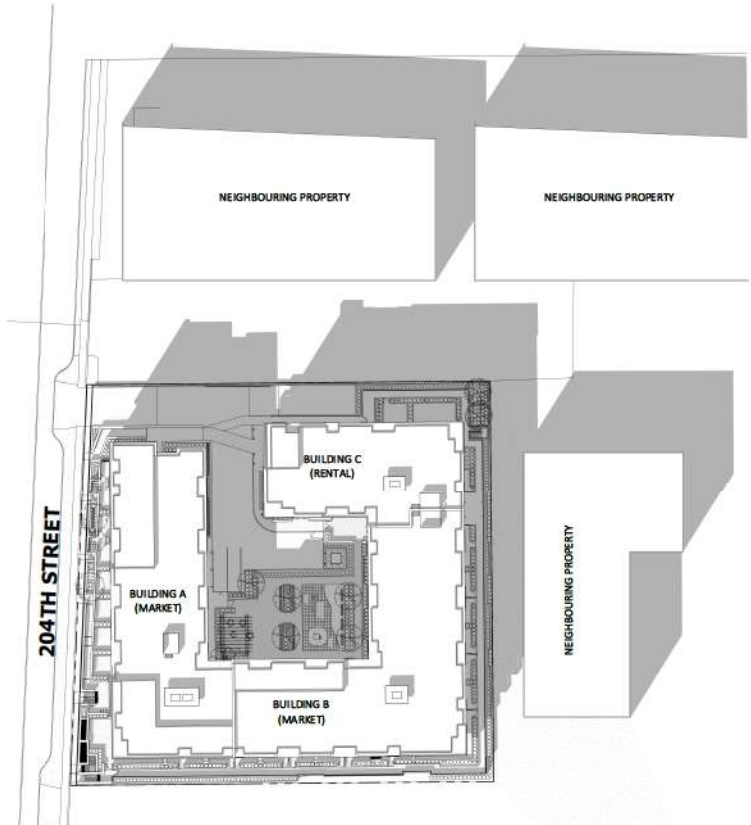 NEIGHBOURING PROPERTY
NEIGHBOURING PROPERTY
BUILDING C
(RENTAL)
204TH STREET
BUILDING A
(MARKET)
NEIGHBOURING PROPERTY
BUILDING B
(MARKET)